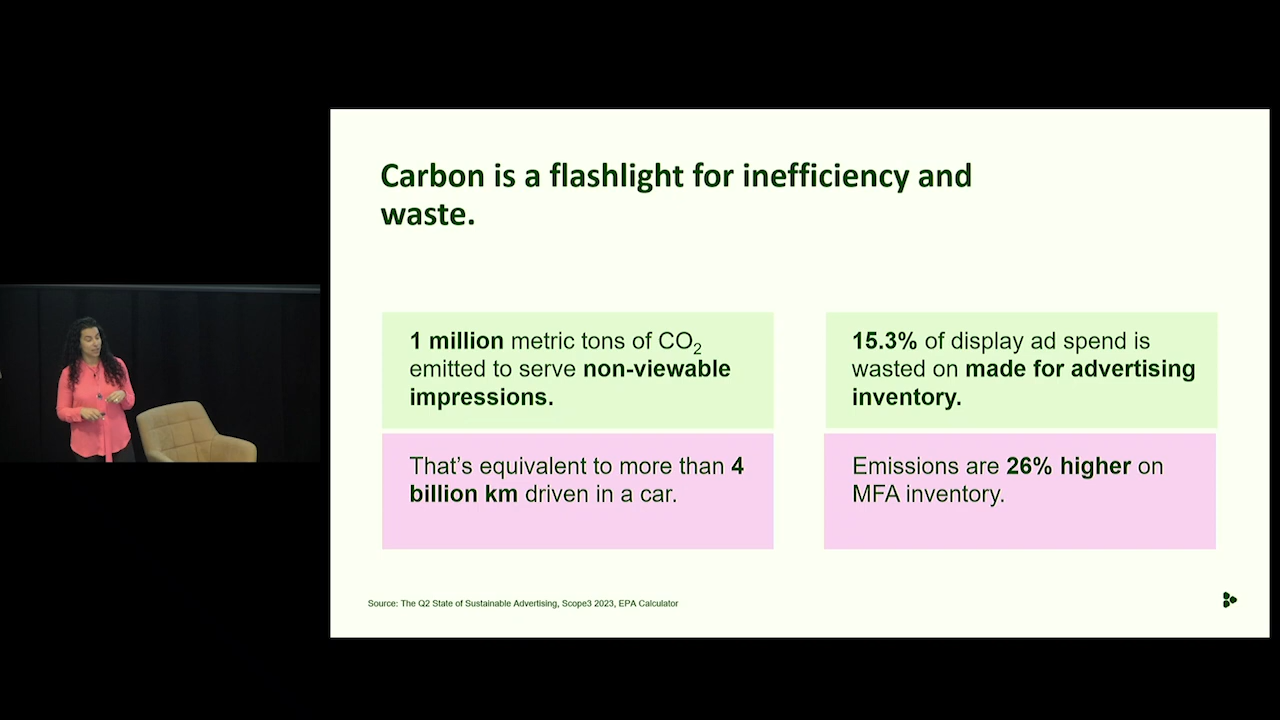 Carbon is a flashlight for inefficiency and
waste.
1 million metric tons of CO₂
emitted to serve non-viewable
impressions.
That's equivalent to more than 4
billion km driven in a car.
15.3% of display ad spend is
wasted on made for advertising
inventory.
Emissions are 26% higher on
MFA inventory.
Source: The Q2 State of Sustainable Advertising, Scope3 2023, EPA Calculator